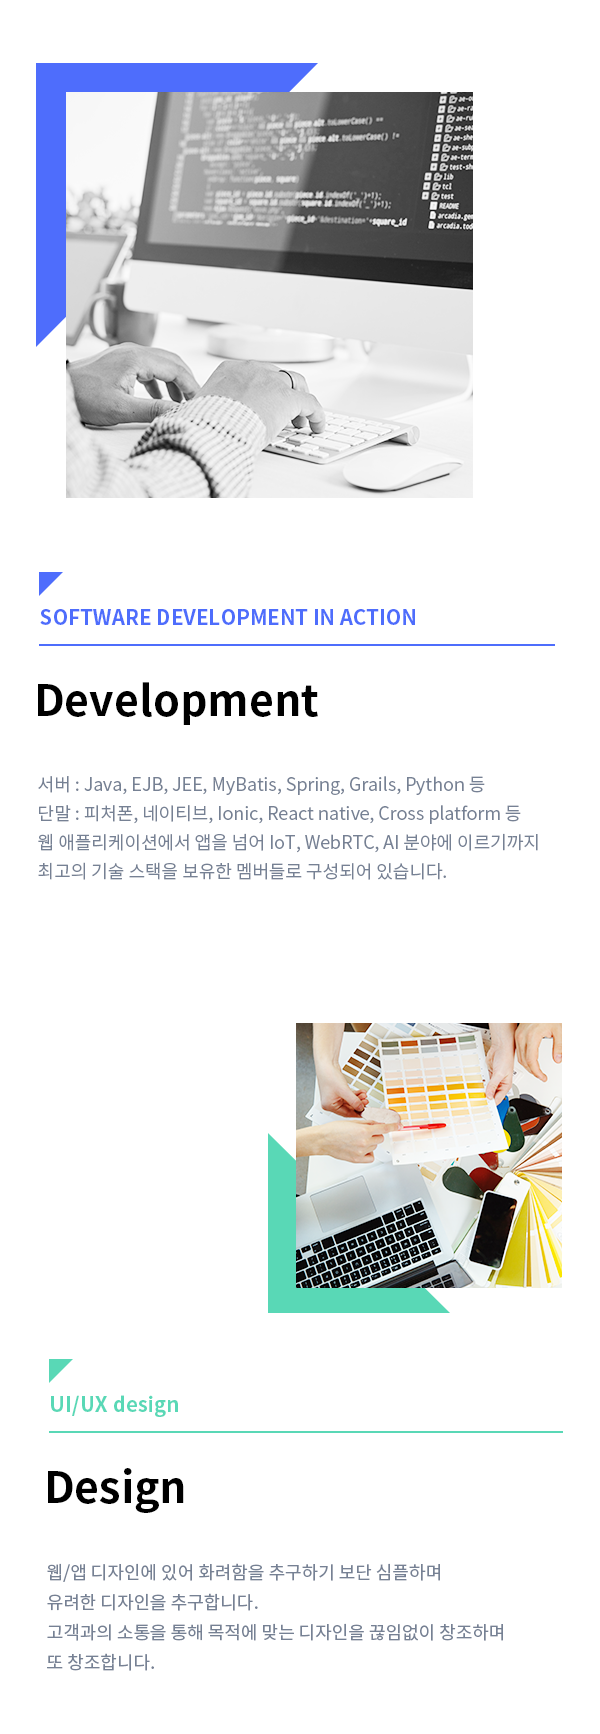 SOFTWARE DEVELOPMENT IN ACTION
Development
서버 : Java, EJB, JEE, MyBatis, Spring, Grails, Python 등
단말 : 피처폰, 네이티브, Ionic, React native, Cross platform 등
웹 애플리케이션에서 앱을 넘어 IoT, WebRTC, AI 분야에 이르기까지
최고의 기술 스택을 보유한 멤버들로 구성되어 있습니다.
UI/UX design
Design
웹/앱 디자인에 있어 화려함을 추구하기 보단 심플하며
유려한 디자인을 추구합니다.
고객과의 소통을 통해 목적에 맞는 디자인을 끊임없이 창조하며
또 창조합니다.